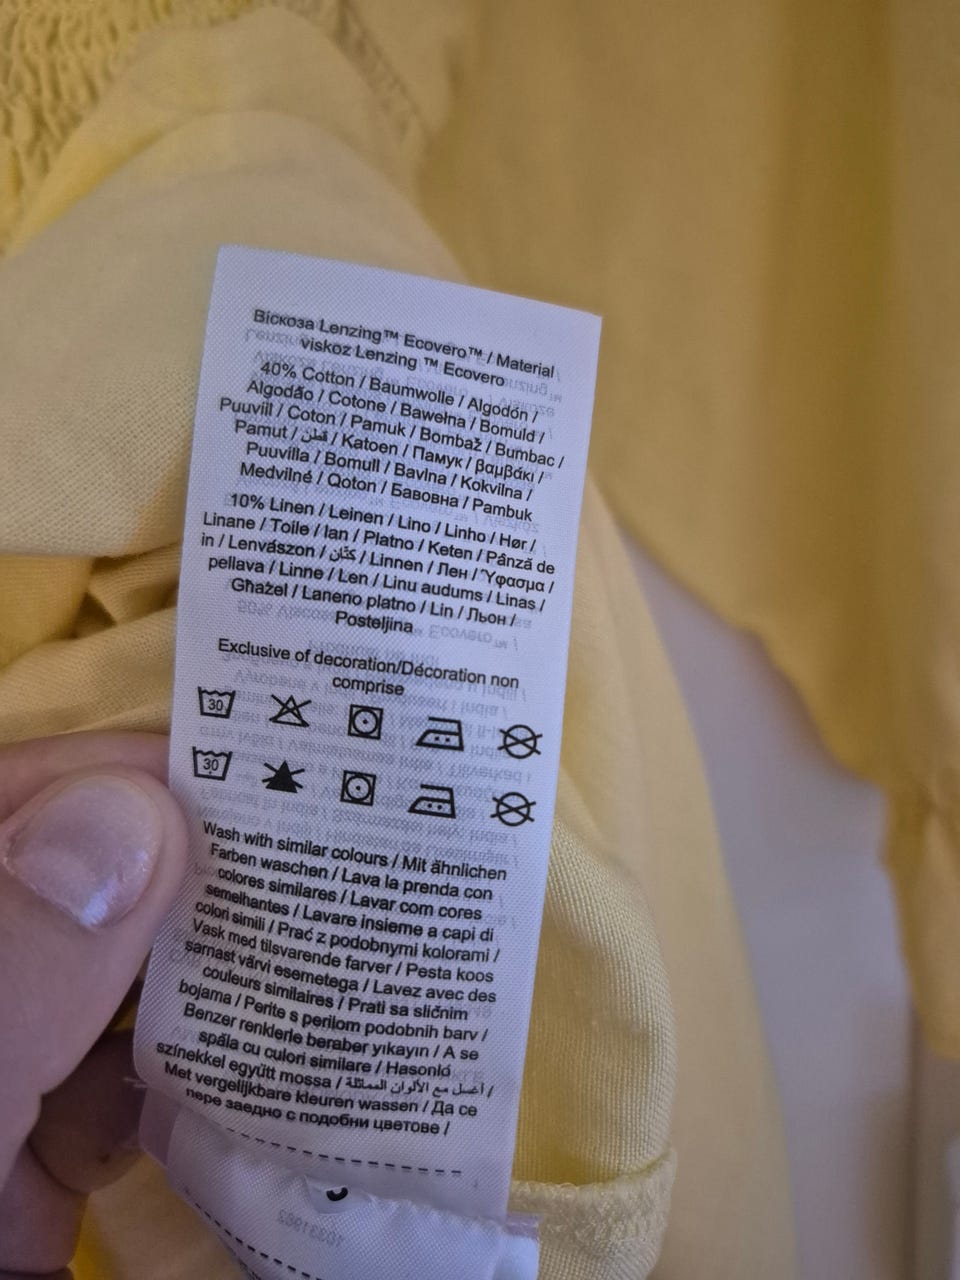 Віскоза Lenzing™ Ecovero™ / Material
viskoz Lenzing ™ Ecovero
40% Cotton / Baumwolle / Algodón /
Algodão / Cotone / Bawełna / Bomuld /
Puuvill / Coton / Pamuk / Bombaž / Bumbac /
Pamut / قطن / Katoen / Памук / βαμβάκι /
Puuvilla / Bomull / Bavlna / Kokvilna /
Medvilnė / Qoton / Бавовна / Pambuk
10% Linen / Leinen / Lino / Linho / Hør /
Linane / Toile / lan / Platno / Keten / Pânză de
in / Lenvászon / كتّان / Linnen / Лен / Ύφασμα /
pellava / Linne / Len / Linu audums / Linas /
Għażel / Laneno platno / Lin / Льон /
Posteljina
Exclusive of decoration/Décoration non
comprise
30
30
Wash with similar colours / Mit ähnlichen
Farben waschen / Lava la prenda con
colores similares / Lavar com cores
semelhantes / Lavare insieme a capi di
colori simili / Prać z podobnymi kolorami /
Vask med tilsvarende farver / Pesta koos
sarnast värvi esemetega / Lavez avec des
couleurs similaires / Prati sa sličnim
bojama / Perite s perilom podobnih barv /
Benzer renklerle beraber yıkayın / A se
spăla cu culori similare / Hasonló
színekkel együtt mossa / أغسل مع الألوان المماثلة /
Met vergelijkbare kleuren wassen / Да се
пере заедно с подобни цветове /
10331982